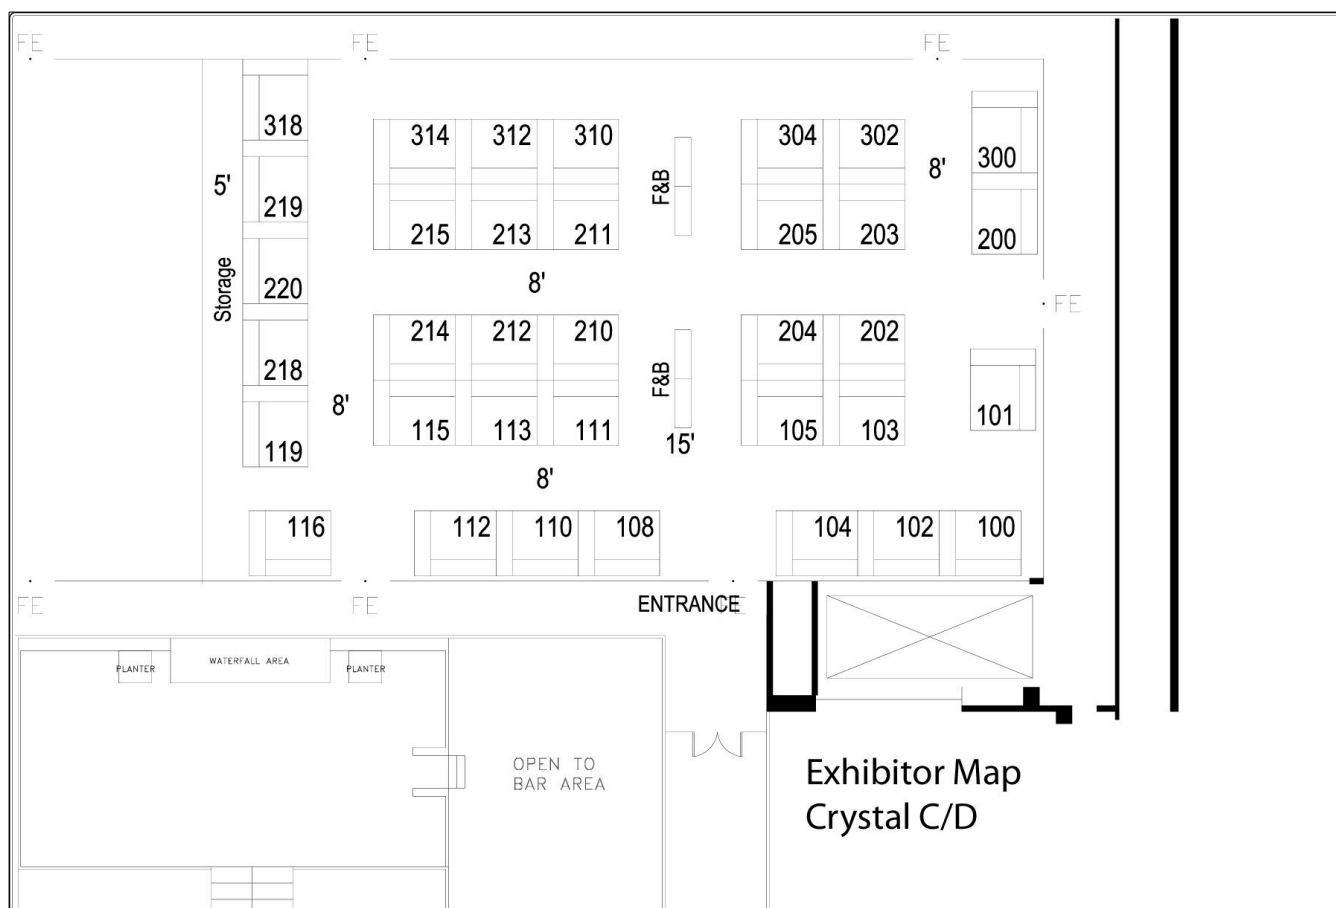 FE FE FE
318 314 312 310 304 302
F&B 8' 300
5' 219
215 213 211 205 203 200
Storage 220 8'
FE
214 212 210 204 202
218 F&B
8' 101
119 115 113 111 15' 105 103
8'
116 112 110 108 104 102 100
FE FE ENTRANCE FE
PLANTER WATERFALL AREA PLANTER
OPEN TO
BAR AREA
Exhibitor Map
Crystal C/D